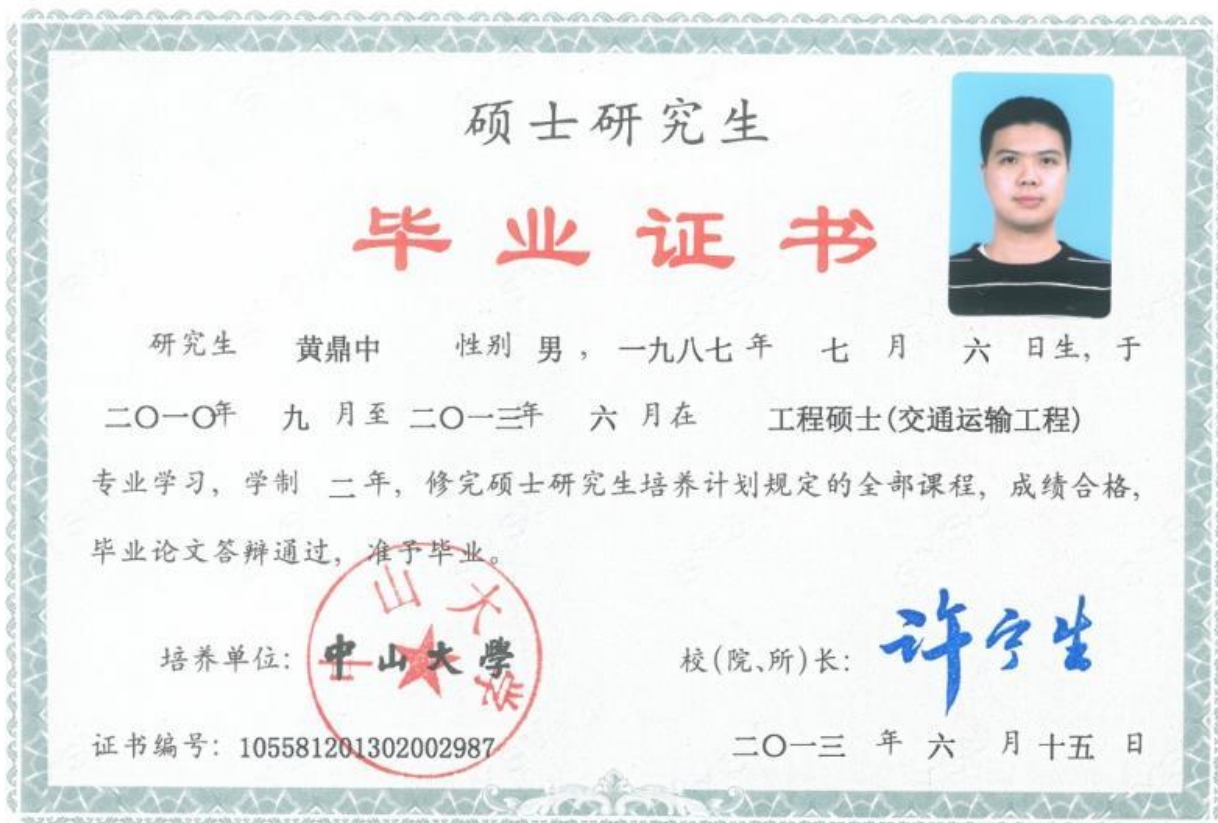 硕士研究生
毕业证书
研究生 黄鼎中 性别 男，一九八七 年 七 月 六 日生，于
二〇一〇年 九 月至 二〇一三年 六 月在 工程硕士(交通运输工程)
专业学习，学制 二 年，修完硕士研究生培养计划规定的全部课程，成绩合格，
毕业论文答辩通过，准予毕业。
中山大学
培养单位：中山大學
校(院、所)长：许宁生
证书编号：105581201302002987
二〇一三 年 六 月 十五 日